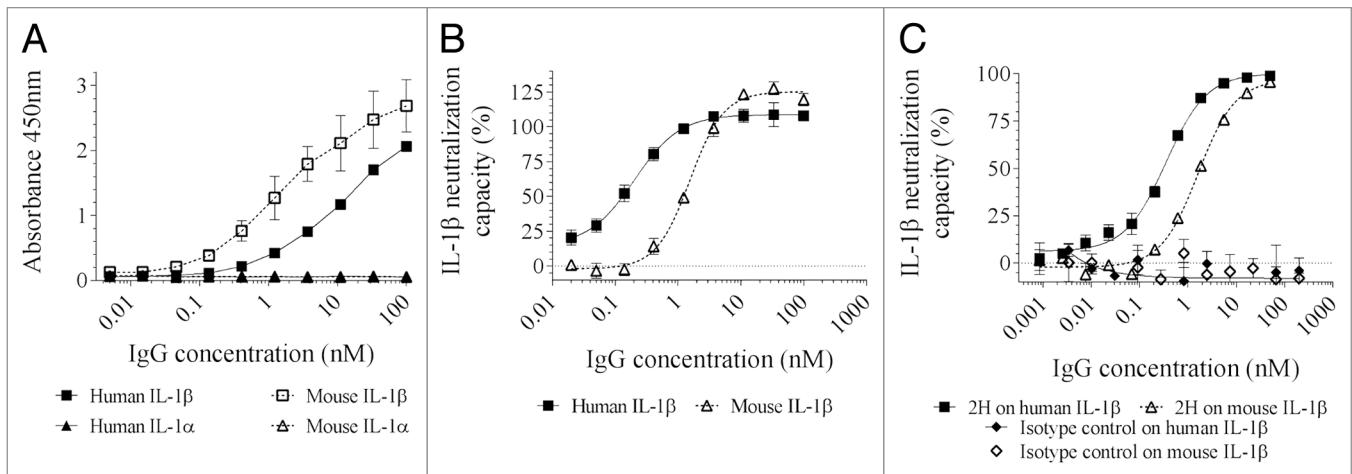 A
Absorbance 450nm
3
2
1
0
0.01
0.1
1
10
100
IgG concentration (nM)
Human IL-1β
Mouse IL-1β
Human IL-1α
Mouse IL-1α
B
IL-1β neutralization
capacity (%)
125
100
75
50
25
0
0.01
0.1
1
10
100
1000
IgG concentration (nM)
Human IL-1β
Mouse IL-1β
C
IL-1β neutralization
capacity (%)
100
75
50
25
0
0.001
0.01
0.1
1
10
100
1000
IgG concentration (nM)
2H on human IL-1β
2H on mouse IL-1β
Isotype control on human IL-1β
Isotype control on mouse IL-1β